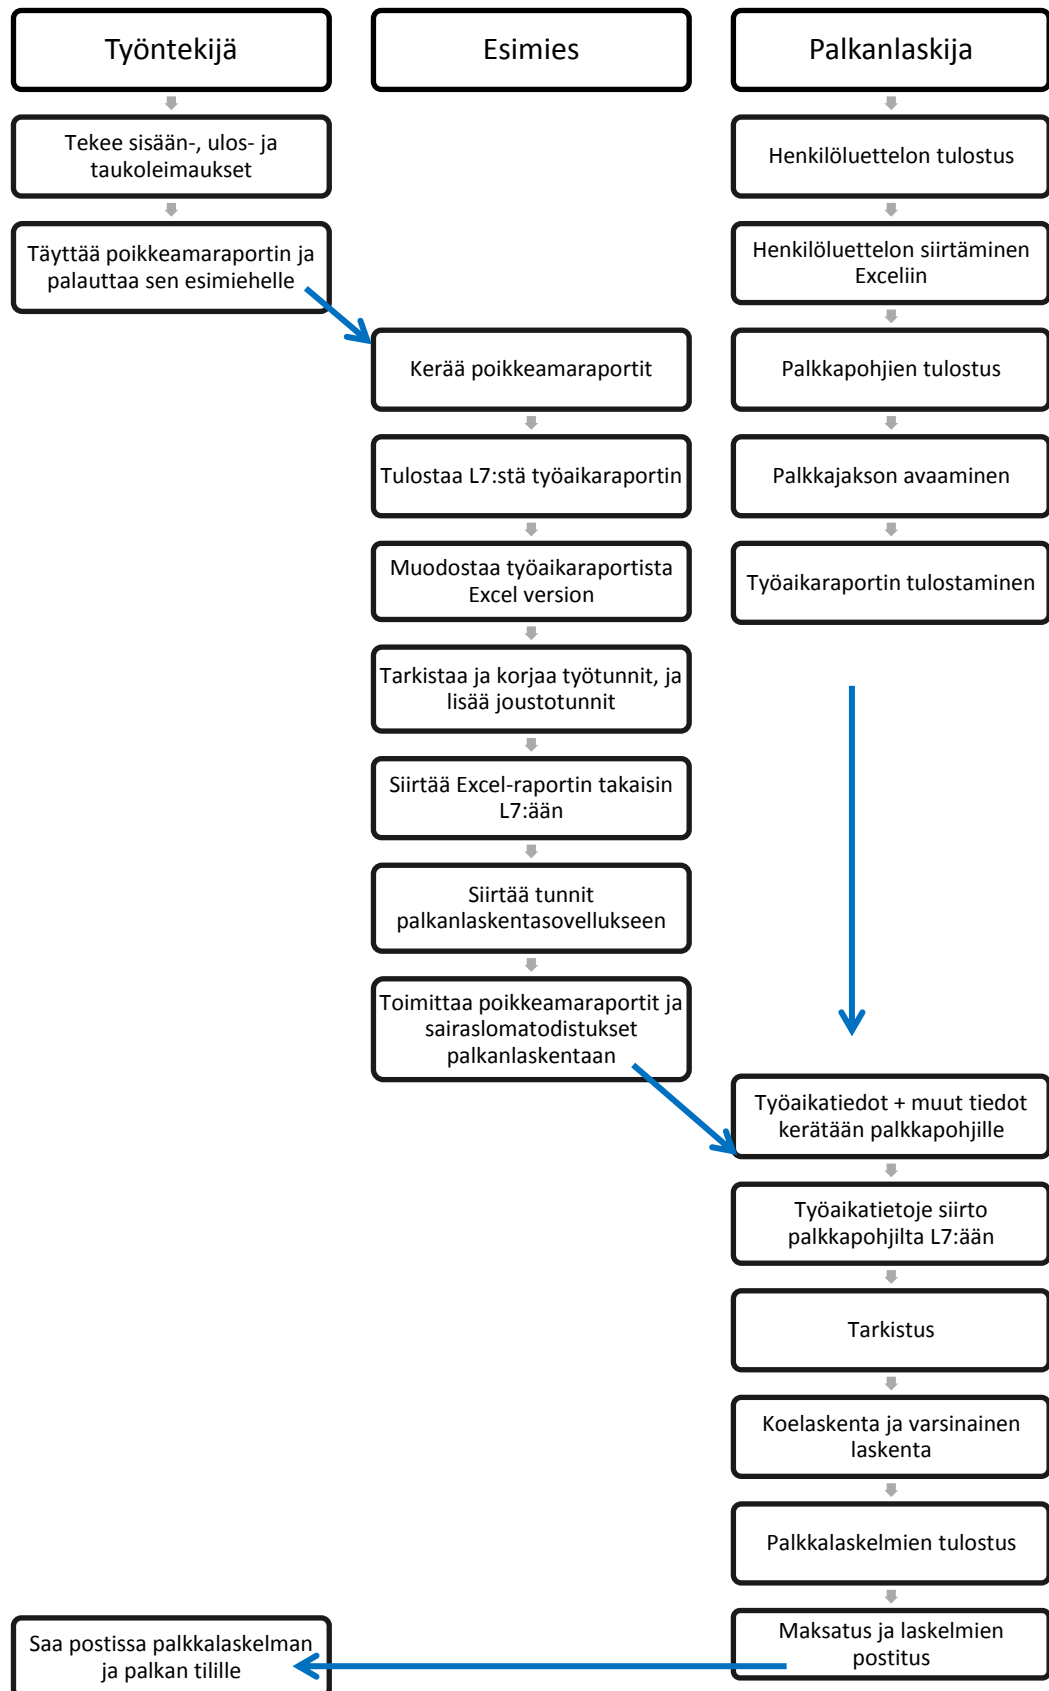 Työntekijä
Tekee sisään-, ulos- ja
taukoleimaukset
Täyttää poikkeamaraportin ja
palauttaa sen esimiehelle
Esimies
Kerää poikkeamaraportit
Tulostaa L7:stä työaikaraportin
Muodostaa työaikaraportista
Excel version
Tarkistaa ja korjaa työtunnit, ja
lisää joustotunnit
Siirtää Excel-raportin takaisin
L7:ään
Siirtää tunnit
palkanlaskentasovellukseen
Toimittaa poikkeamaraportit ja
sairaslomatodistukset
palkanlaskentaan
Palkanlaskija
Henkilöluettelon tulostus
Henkilöluettelon siirtäminen
Exceliin
Palkkapohjien tulostus
Palkkajakson avaaminen
Työaikaraportin tulostaminen
Työaikatiedot + muut tiedot
kerätään palkkapohjille
Työaikatietoje siirto
palkkapohjilta L7:ään
Tarkistus
Koelaskenta ja varsinainen
laskenta
Palkkalaskelmien tulostus
Maksatus ja laskelmien
postitus
Saa postissa palkkalaskelman
ja palkan tilille